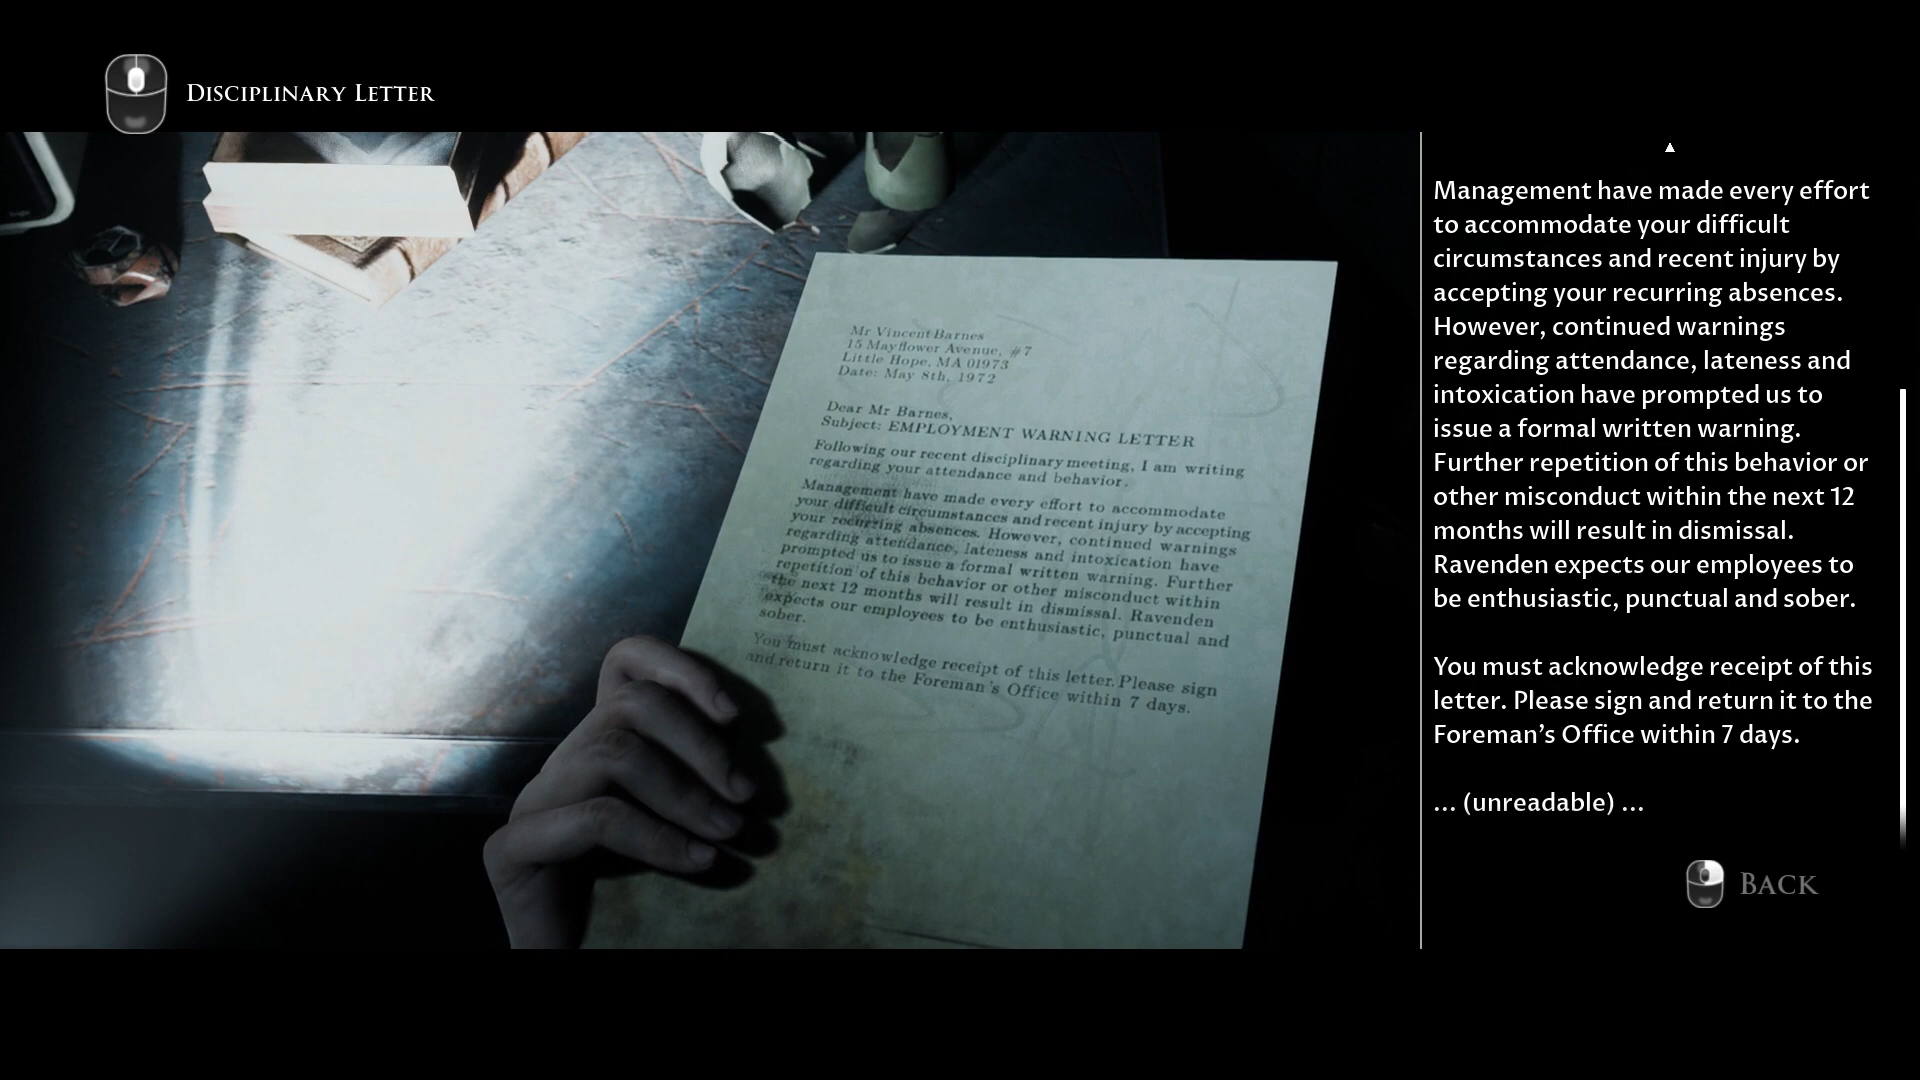 Disciplinary Letter
Mr Vincent Barnes
15 Mayflower Avenue, #7
Little Hope, MA 01973
Date: May 8th, 1972
Dear Mr Barnes,
Subject: EMPLOYMENT WARNING LETTER
Following our recent disciplinary meeting, I am writing
regarding your attendance and behavior.
Management have made every effort to accommodate
your difficult circumstances and recent injury by accepting
your recurring absences. However, continued warnings
regarding attendance, lateness and intoxication have
prompted us to issue a formal written warning. Further
repetition of this behavior or other misconduct within
the next 12 months will result in dismissal. Ravenden
expects our employees to be enthusiastic, punctual and
sober.
You must acknowledge receipt of this letter. Please sign
and return it to the Foreman's Office within 7 days.
Management have made every effort
to accommodate your difficult
circumstances and recent injury by
accepting your recurring absences.
However, continued warnings
regarding attendance, lateness and
intoxication have prompted us to
issue a formal written warning.
Further repetition of this behavior or
other misconduct within the next 12
months will result in dismissal.
Ravenden expects our employees to
be enthusiastic, punctual and sober.
You must acknowledge receipt of this
letter. Please sign and return it to the
Foreman's Office within 7 days.
... (unreadable) ...
Back